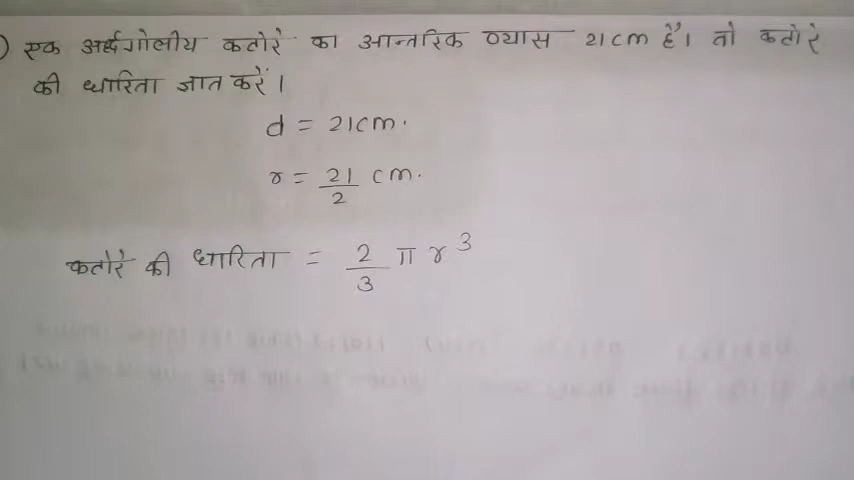 ) एक अर्द्धगोलीय कटोरे का आन्तरिक व्यास 21cm है। तो कटोरे
की धारिता ज्ञात करें।
d = 21cm.
r = 21/2 cm.
कटोरे की धारिता = 2/3 π r³